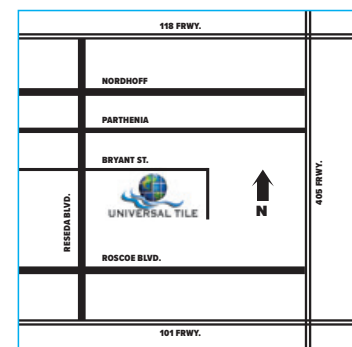 118 FRWY.
NORDHOFF
PARTHENIA
BRYANT ST.
RESEDA BLVD.
UNIVERSAL TILE
N
405 FRWY.
ROSCOE BLVD.
101 FRWY.